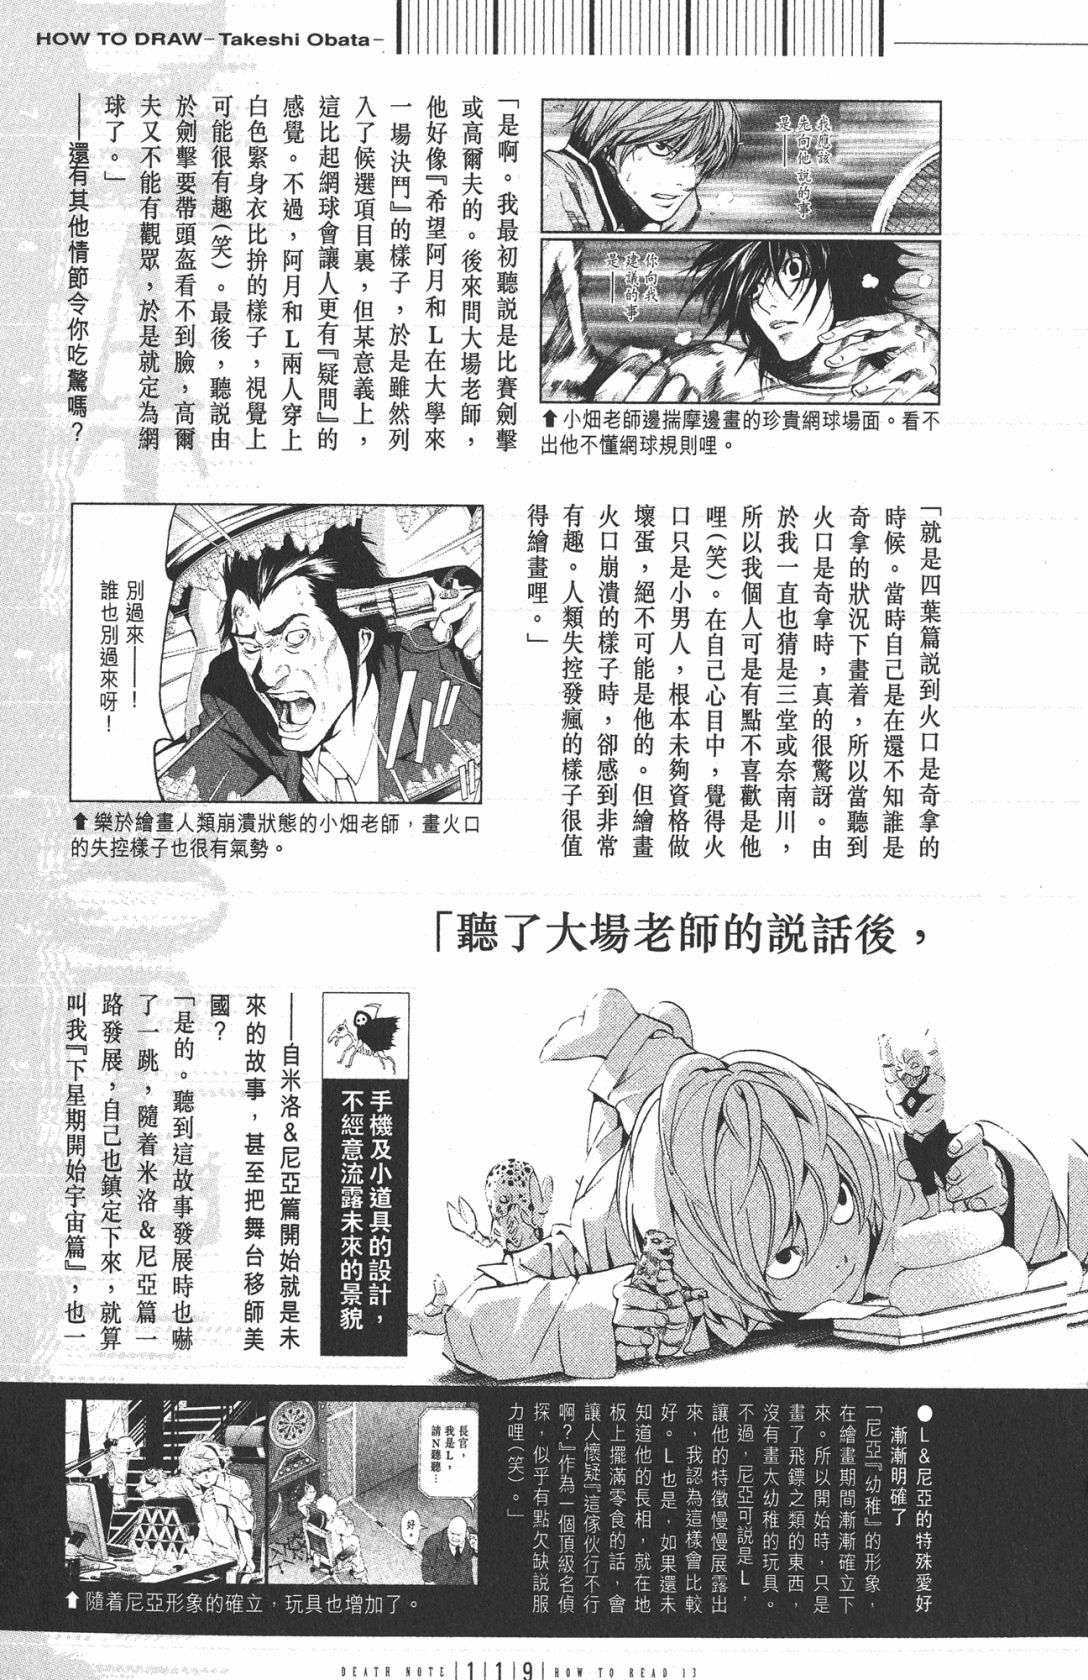 HOW TO DRAW–Takeshi Obata–
「是啊。我最初聽說是比賽劍擊
或高爾夫的。後來問大場老師，
他好像『希望阿月和L在大學來
一場決鬥』的樣子，於是雖然列
入了候選項目裏，但某意義上，
這比起網球會讓人更有『疑問』的
感覺。不過，阿月和L兩人穿上
白色緊身衣比拚的樣子，視覺上
可能很有趣(笑)。最後，聽說由
於劍擊要帶頭盔看不到臉，高爾
夫又不能有觀眾，於是就定為網
球了。」
——還有其他情節令你吃驚嗎？
我應該
先向他說的事
是——
你向我
建議的事
是——
⬆小畑老師邊揣摩邊畫的珍貴網球場面。看不
出他不懂網球規則哩。
「就是四葉篇說到火口是奇拿的
時候。當時自己是在還不知誰是
奇拿的狀況下畫着，所以當聽到
火口是奇拿時，真的很驚訝。由
於我一直也猜是三堂或奈南川，
所以我個人可是有點不喜歡是他
哩(笑)。在自己心目中，覺得火
口只是小男人，根本未夠資格做
壞蛋，絕不可能是他的。但繪畫
火口崩潰的樣子時，卻感到非常
有趣。人類失控發瘋的樣子很值
得繪畫哩。」
別過來——！
誰也別過來呀！
⬆樂於繪畫人類崩潰狀態的小畑老師，畫火口
的失控樣子也很有氣勢。
「聽了大場老師的說話後，
手機及小道具的設計，
不經意流露未來的景貌
——自米洛＆尼亞篇開始就是未
來的故事，甚至把舞台移師美
國？
「是的。聽到這故事發展時也嚇
了一跳，隨着米洛＆尼亞篇一
路發展，自己也鎮定下來，就算
叫我『下星期開始宇宙篇』，也一
●L＆尼亞的特殊愛好
漸漸明確了
「尼亞『幼稚』的形象，
在繪畫期間漸漸確立下
來。所以開始時，只是
畫了飛鏢之類的東西，
沒有畫太幼稚的玩具。
不過，尼亞可說是L，
讓他的特徵慢慢展露出
來，我認為這樣會比較
好。L也是，如果還未
知道他的長相，就在地
板上擺滿零食的話，會
讓人懷疑『這傢伙行不行
啊？』作為一個頂級名偵
探，似乎有點欠缺說服
力哩(笑)。」
長官，
我是L，
請N聽聽…
好。
⬆隨着尼亞形象的確立，玩具也增加了。
DEATH NOTE |1|1|9| HOW TO READ 13